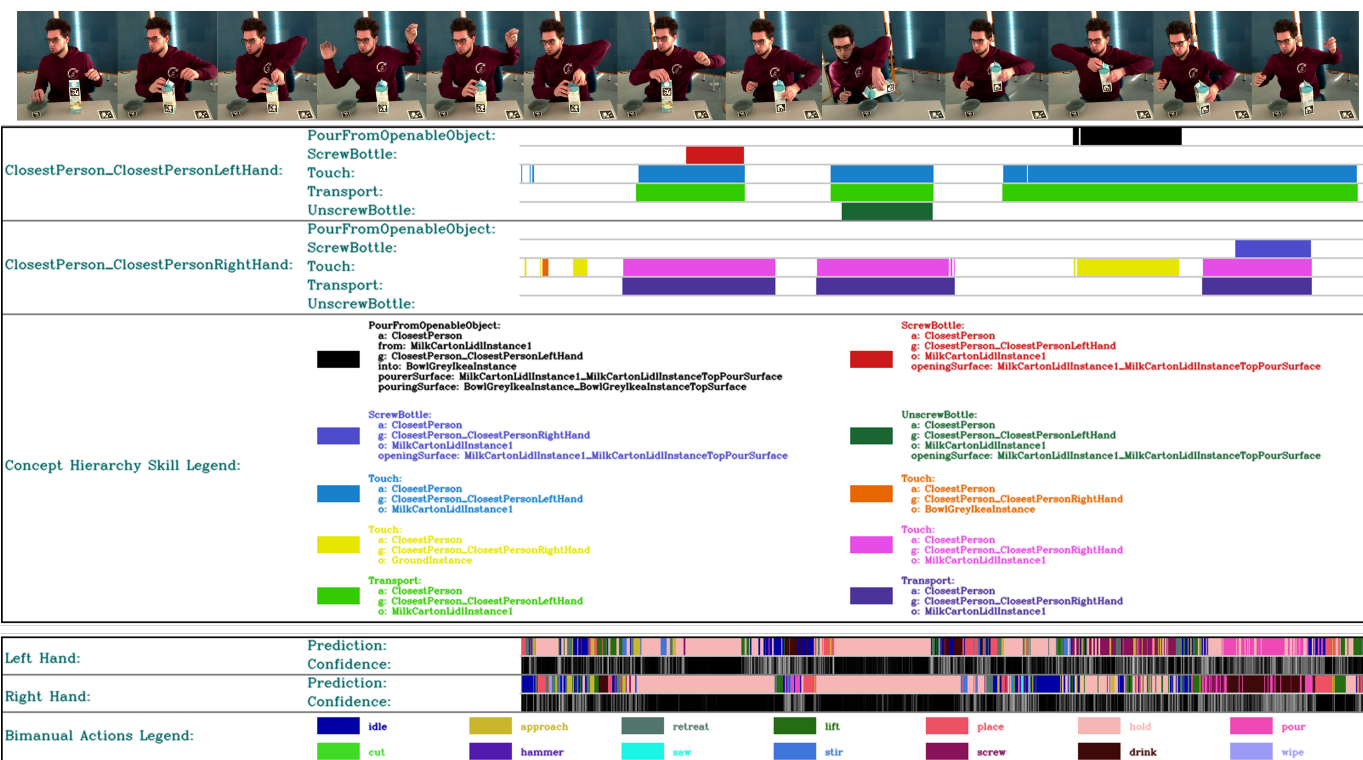 PourFromOpenableObject:
ScrewBottle:
ClosestPerson_ClosestPersonLeftHand:
Touch:
Transport:
UnscrewBottle:
PourFromOpenableObject:
ScrewBottle:
ClosestPerson_ClosestPersonRightHand:
Touch:
Transport:
UnscrewBottle:
Concept Hierarchy Skill Legend:
PourFromOpenableObject:
a: ClosestPerson
from: MilkCartonLidlInstance1
g: ClosestPerson_ClosestPersonLeftHand
into: BowlGreyIkeaInstance
pourerSurface: MilkCartonLidlInstance1_MilkCartonLidlInstanceTopPourSurface
pouringSurface: BowlGreyIkeaInstance_BowlGreyIkeaInstanceTopSurface
ScrewBottle:
a: ClosestPerson
g: ClosestPerson_ClosestPersonLeftHand
o: MilkCartonLidlInstance1
openingSurface: MilkCartonLidlInstance1_MilkCartonLidlInstanceTopPourSurface
ScrewBottle:
a: ClosestPerson
g: ClosestPerson_ClosestPersonRightHand
o: MilkCartonLidlInstance1
openingSurface: MilkCartonLidlInstance1_MilkCartonLidlInstanceTopPourSurface
UnscrewBottle:
a: ClosestPerson
g: ClosestPerson_ClosestPersonLeftHand
o: MilkCartonLidlInstance1
openingSurface: MilkCartonLidlInstance1_MilkCartonLidlInstanceTopPourSurface
Touch:
a: ClosestPerson
g: ClosestPerson_ClosestPersonLeftHand
o: MilkCartonLidlInstance1
Touch:
a: ClosestPerson
g: ClosestPerson_ClosestPersonRightHand
o: BowlGreyIkeaInstance
Touch:
a: ClosestPerson
g: ClosestPerson_ClosestPersonRightHand
o: GroundInstance
Touch:
a: ClosestPerson
g: ClosestPerson_ClosestPersonRightHand
o: MilkCartonLidlInstance1
Transport:
a: ClosestPerson
g: ClosestPerson_ClosestPersonLeftHand
o: MilkCartonLidlInstance1
Transport:
a: ClosestPerson
g: ClosestPerson_ClosestPersonRightHand
o: MilkCartonLidlInstance1
Left Hand:
Prediction:
Confidence:
Right Hand:
Prediction:
Confidence:
Bimanual Actions Legend:
idle approach retreat lift place hold pour
cut hammer saw stir screw drink wipe